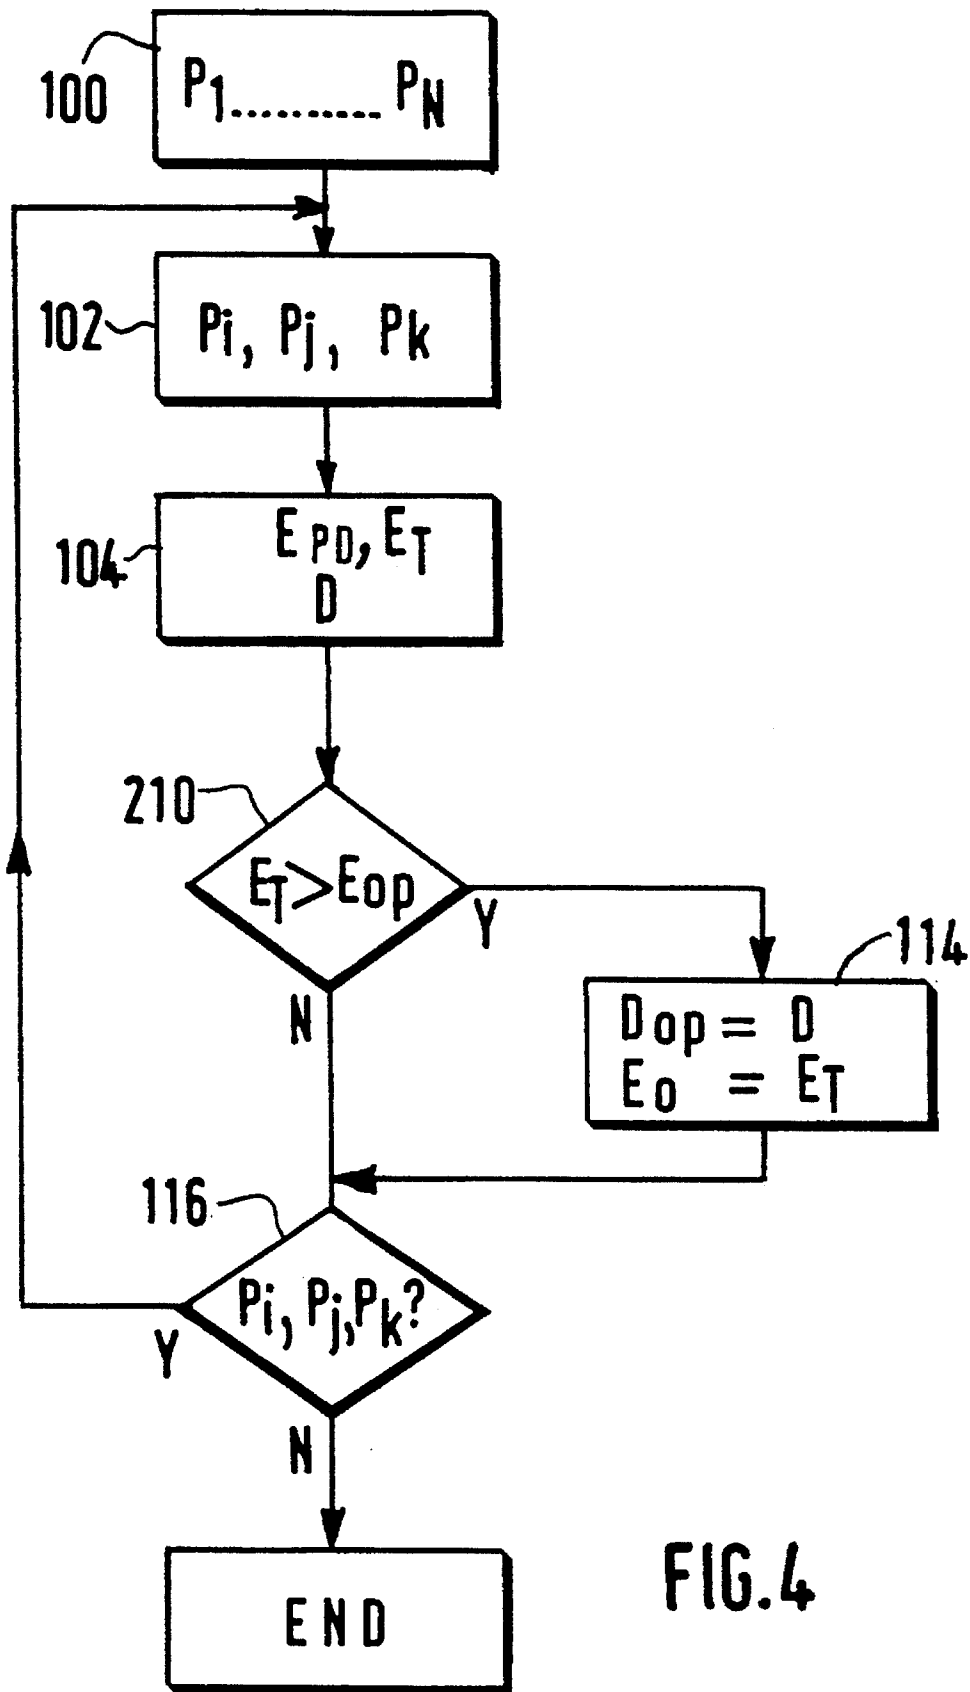 100
P1.......... PN
102
Pi, Pj, Pk
104
EPD, ET
D
210
ET>Eop
Y
N
114
Dop = D
Eo = ET
116
Pi, Pj, Pk?
Y
N
END
FIG.4